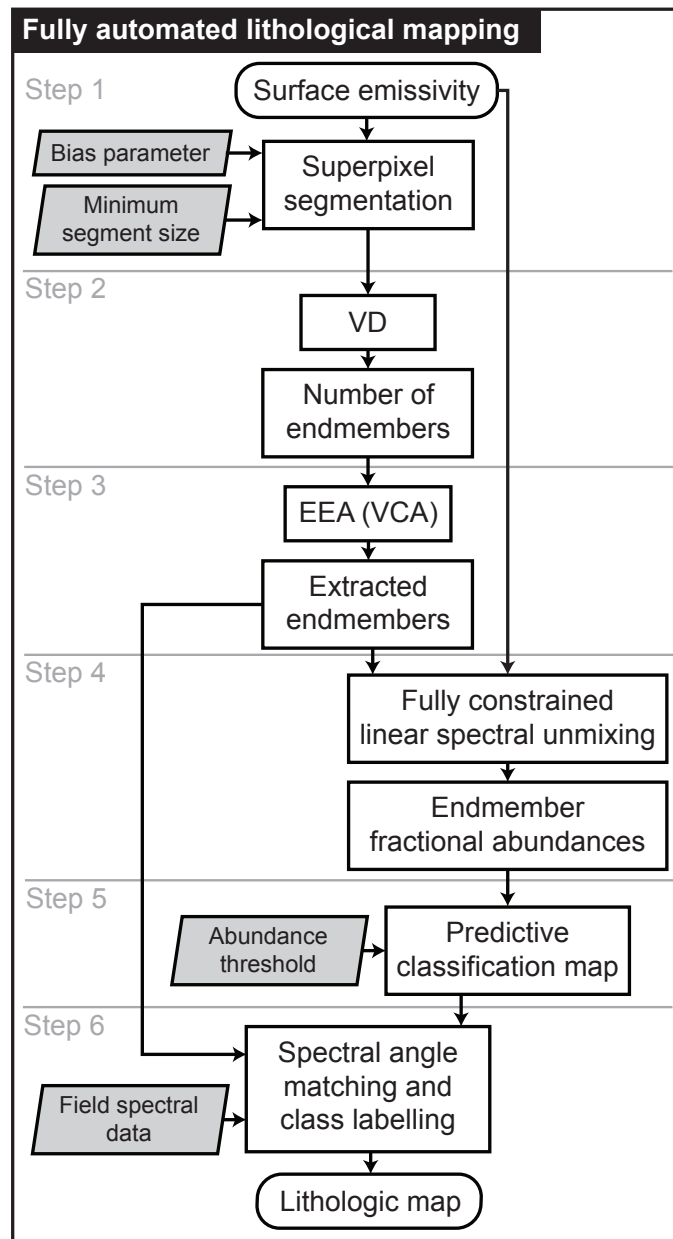 Fully automated lithological mapping
Step 1
Surface emissivity
Bias parameter
Superpixel
segmentation
Minimum
segment size
Step 2
VD
Number of
endmembers
Step 3
EEA (VCA)
Extracted
endmembers
Step 4
Fully constrained
linear spectral unmixing
Endmember
fractional abundances
Step 5
Abundance
threshold
Predictive
classification map
Step 6
Spectral angle
matching and
class labelling
Field spectral
data
Lithologic map